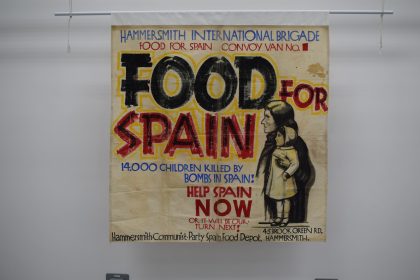 HAMMERSMITH INTERNATIONAL BRIGADE
FOOD FOR SPAIN CONVOY VAN NO. 1
FOOD FOR
SPAIN
14,000 CHILDREN KILLED BY
BOMBS IN SPAIN!
HELP SPAIN
NOW
OR IT WILL BE OUR
TURN NEXT!
45 BROOK GREEN RD.
Hammersmith Communist Party Spain Food Depot, HAMMERSMITH.